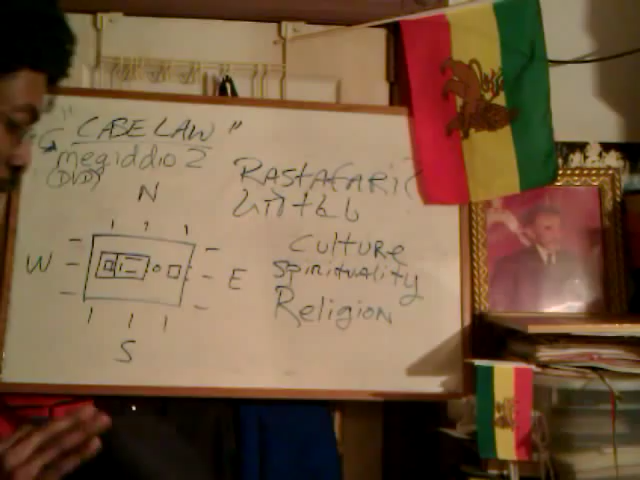 "CASE LAW"
megiddio 2
(DVD)
N
W
E
S
RASTAFARI
Culture
Spirituality
Religion